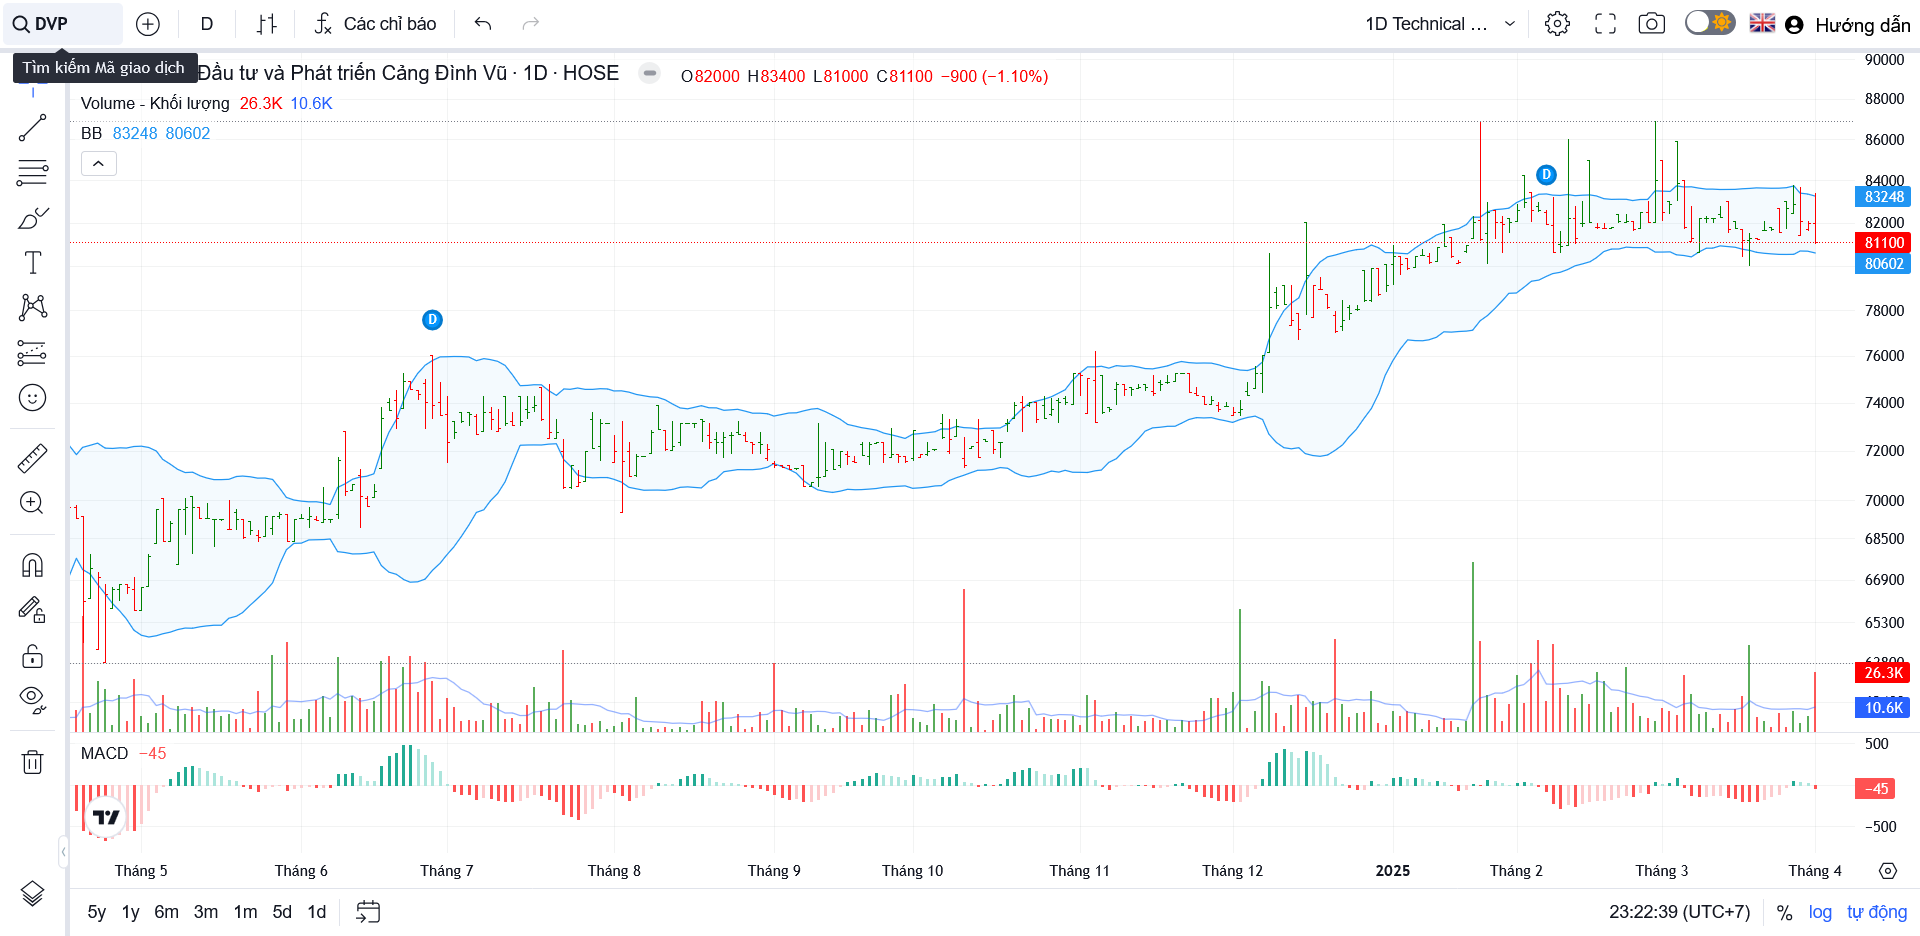 DVP
D
Các chỉ báo
1D Technical ...
Hướng dẫn
Tìm kiếm Mã giao dịch
Đầu tư và Phát triển Cảng Đình Vũ · 1D · HOSE
O82000 H83400 L81000 C81100 −900 (−1.10%)
Volume - Khối lượng 26.3K 10.6K
BB 83248 80602
D
D
90000
88000
86000
84000
83248
82000
81100
80602
78000
76000
74000
72000
70000
68500
66900
65300
26.3K
10.6K
MACD −45
500
−45
−500
Tháng 5
Tháng 6
Tháng 7
Tháng 8
Tháng 9
Tháng 10
Tháng 11
Tháng 12
2025
Tháng 2
Tháng 3
Tháng 4
5y 1y 6m 3m 1m 5d 1d
23:22:39 (UTC+7)
%
log
tự động